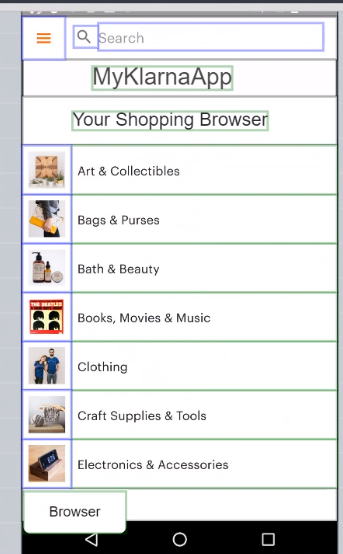 Search
MyKlarnaApp
Your Shopping Browser
Art & Collectibles
Bags & Purses
Bath & Beauty
THE BEATLES
Books, Movies & Music
Clothing
Craft Supplies & Tools
Electronics & Accessories
Browser